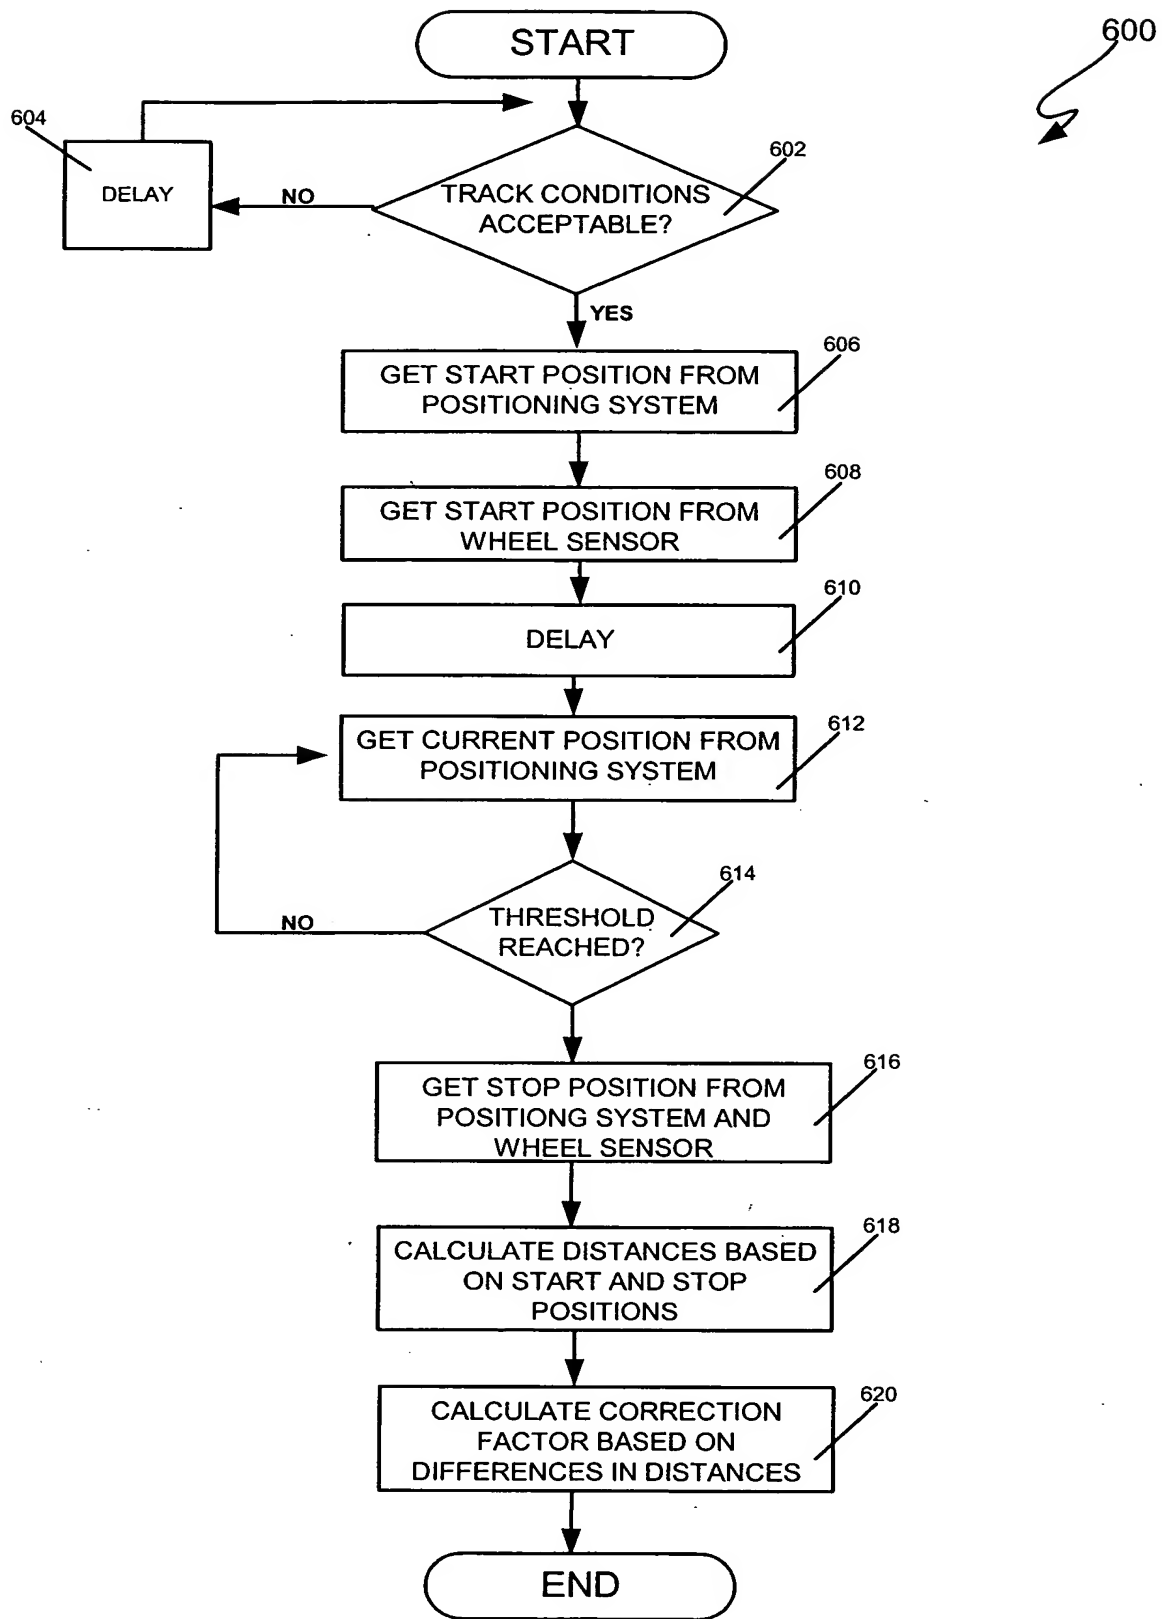 START
600
604
DELAY
NO
602
TRACK CONDITIONS
ACCEPTABLE?
YES
606
GET START POSITION FROM
POSITIONING SYSTEM
608
GET START POSITION FROM
WHEEL SENSOR
610
DELAY
612
GET CURRENT POSITION FROM
POSITIONING SYSTEM
614
THRESHOLD
REACHED?
NO
616
GET STOP POSITION FROM
POSITIONG SYSTEM AND
WHEEL SENSOR
618
CALCULATE DISTANCES BASED
ON START AND STOP
POSITIONS
620
CALCULATE CORRECTION
FACTOR BASED ON
DIFFERENCES IN DISTANCES
END